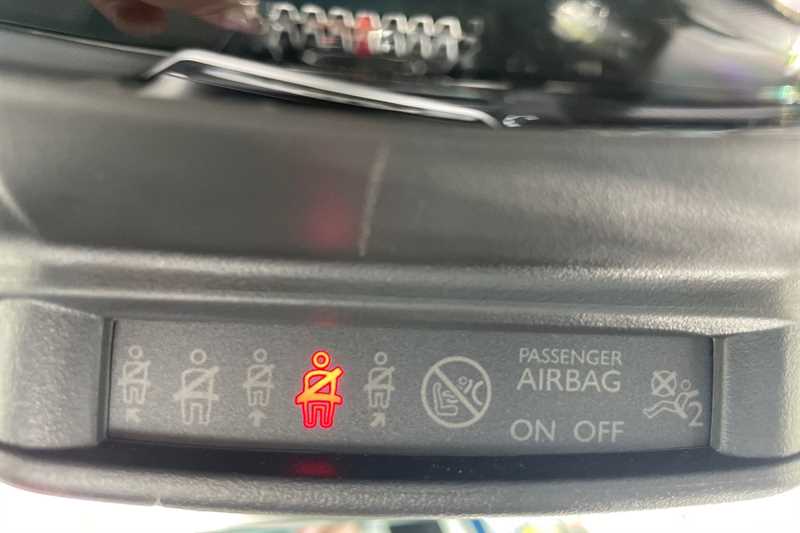 PASSENGER
AIRBAG
ON OFF
2